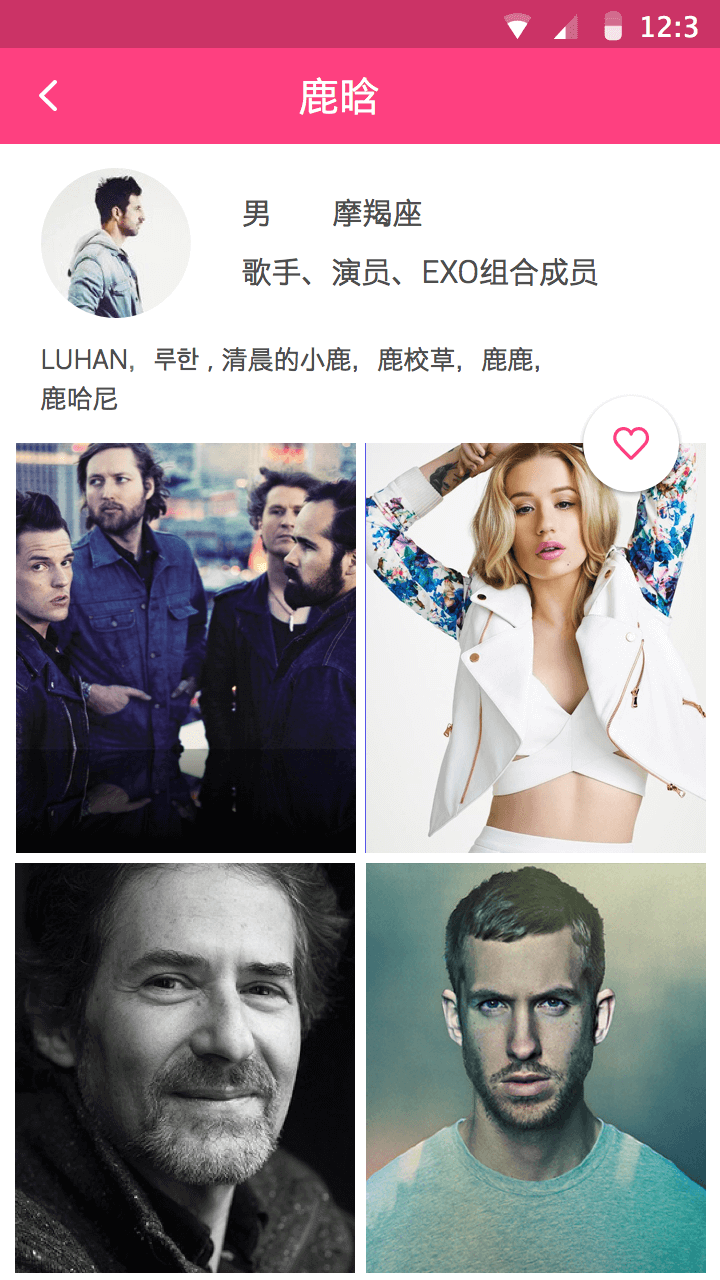 12:3
鹿晗
男 摩羯座
歌手、演员、EXO组合成员
LUHAN, 루한 , 清晨的小鹿, 鹿校草, 鹿鹿,
鹿哈尼